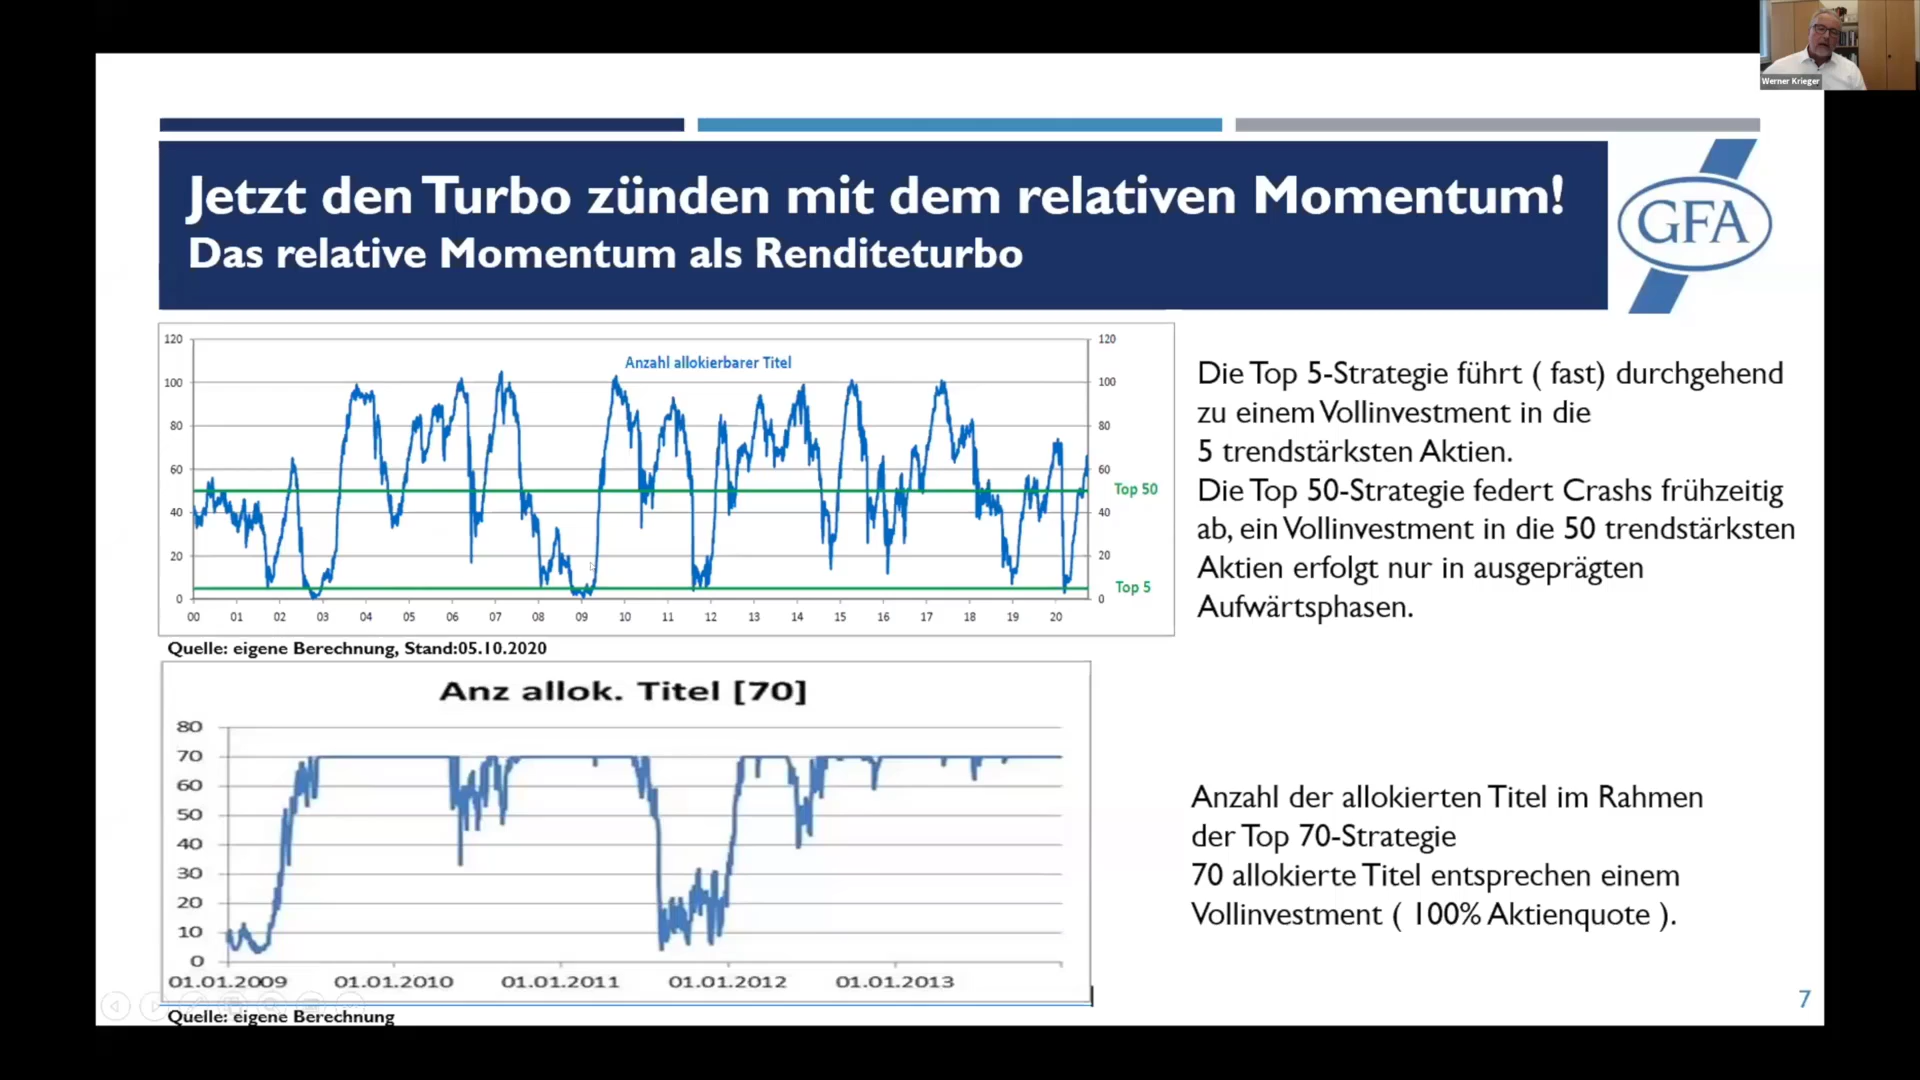 Werner Krieger
Jetzt den Turbo zünden mit dem relativen Momentum!
Das relative Momentum als Renditeturbo
GFA
Anzahl allokierbarer Titel
120
100
80
60
40
20
0
120
100
80
60
40
20
0
Top 50
Top 5
00 01 02 03 04 05 06 07 08 09 10 11 12 13 14 15 16 17 18 19 20
Quelle: eigene Berechnung, Stand:05.10.2020
Die Top 5-Strategie führt ( fast) durchgehend
zu einem Vollinvestment in die
5 trendstärksten Aktien.
Die Top 50-Strategie federt Crashs frühzeitig
ab, ein Vollinvestment in die 50 trendstärksten
Aktien erfolgt nur in ausgeprägten
Aufwärtsphasen.
Anz allok. Titel [70]
80
70
60
50
40
30
20
10
0
01.01.2009 01.01.2010 01.01.2011 01.01.2012 01.01.2013
Quelle: eigene Berechnung
Anzahl der allokierten Titel im Rahmen
der Top 70-Strategie
70 allokierte Titel entsprechen einem
Vollinvestment ( 100% Aktienquote ).
7